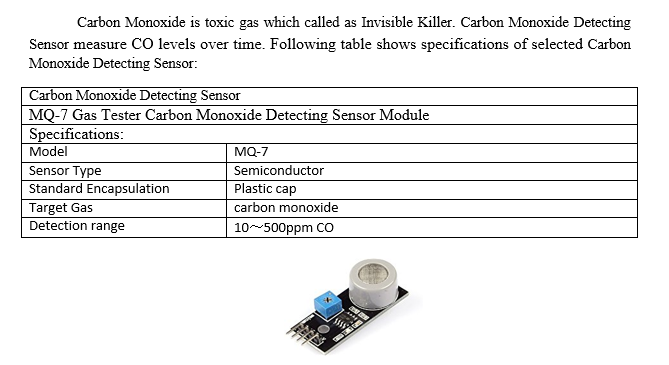 Carbon Monoxide is toxic gas which called as Invisible Killer. Carbon Monoxide Detecting
Sensor measure CO levels over time. Following table shows specifications of selected Carbon
Monoxide Detecting Sensor:
Carbon Monoxide Detecting Sensor
MQ-7 Gas Tester Carbon Monoxide Detecting Sensor Module
Specifications:
Model MQ-7
Sensor Type Semiconductor
Standard Encapsulation Plastic cap
Target Gas carbon monoxide
Detection range 10～500ppm CO